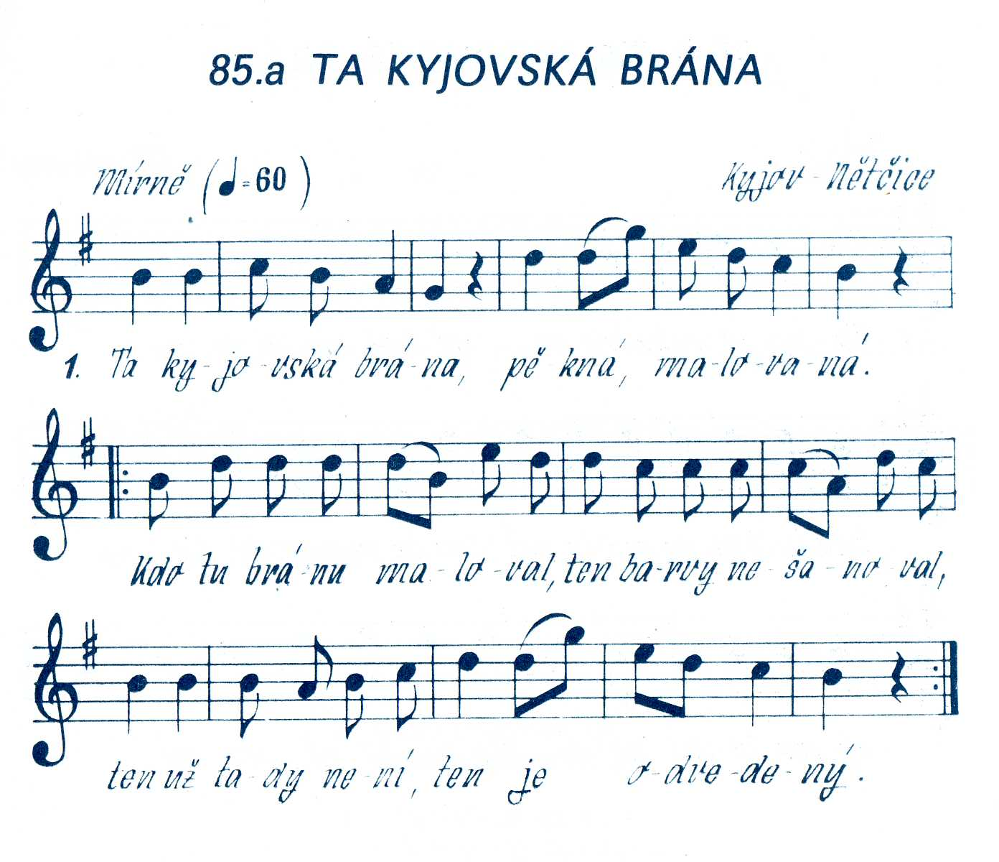 85.a TA KYJOVSKÁ BRÁNA
Mírně (♩=60) Kyjov - Nětčice
1. Ta ky-jo-vská brá-na, pě kná, ma-lo-va-ná.
Kdo tu brá-nu ma-lo-val, ten ba-rvy ne-ša-no-val,
ten už ta-dy ne-ní, ten je o-dve-de-ný.